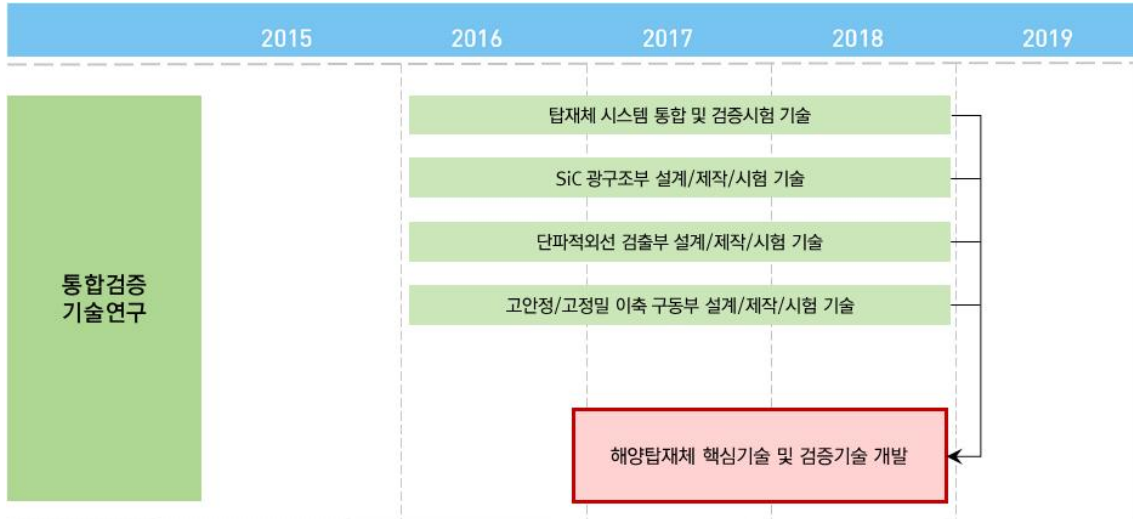 2015 2016 2017 2018 2019
탑재체 시스템 통합 및 검증시험 기술
SiC 광구조부 설계/제작/시험 기술
단파적외선 검출부 설계/제작/시험 기술
고안정/고정밀 이축 구동부 설계/제작/시험 기술
통합검증
기술연구
해양탑재체 핵심기술 및 검증기술 개발